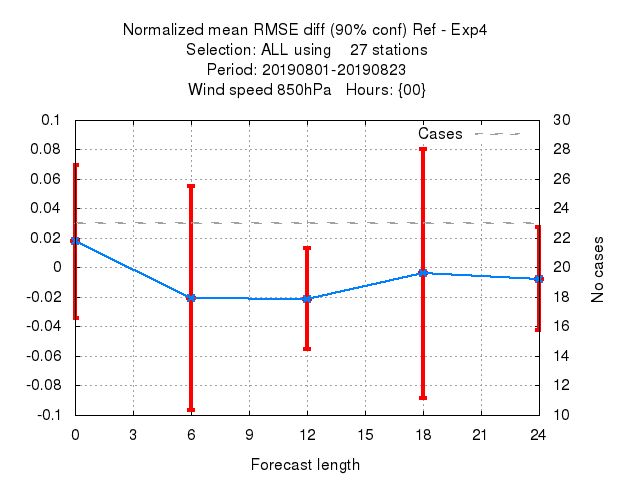 Normalized mean RMSE diff (90% conf) Ref - Exp4
Selection: ALL using    27 stations
Period: 20190801-20190823
Wind speed 850hPa   Hours: {00}
Cases
0.1
0.08
0.06
0.04
0.02
0
-0.02
-0.04
-0.06
-0.08
-0.1
30
28
26
24
22
20
18
16
14
12
10
No cases
0 3 6 9 12 15 18 21 24
Forecast length